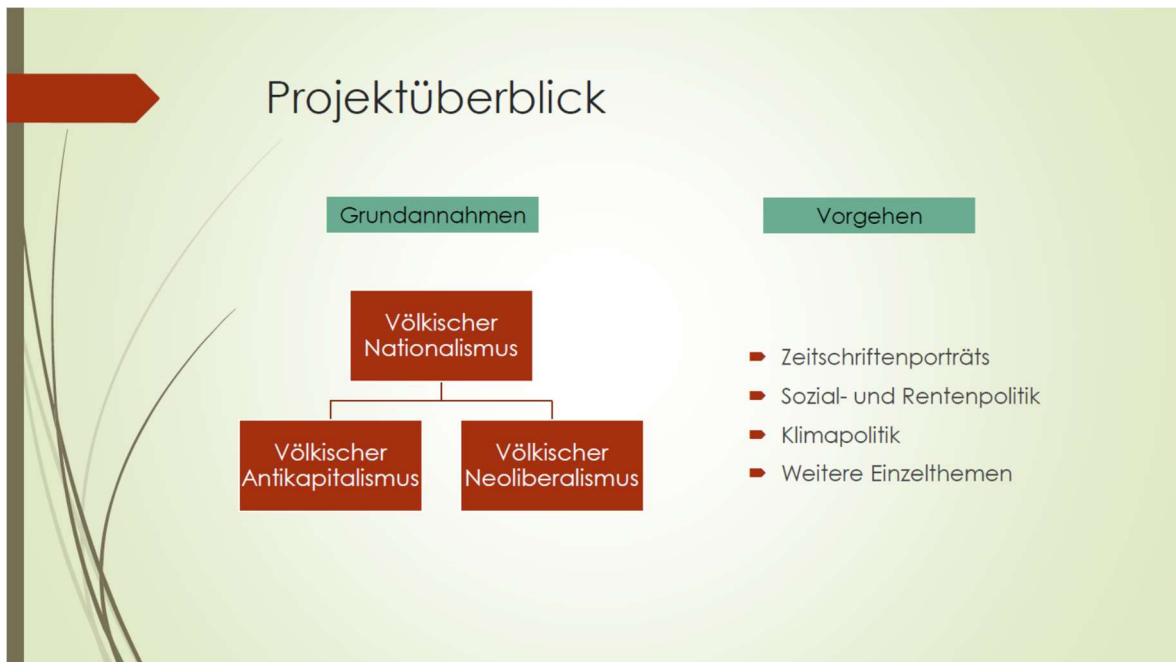 Projektüberblick
Grundannahmen
Völkischer
Nationalismus
Völkischer
Antikapitalismus
Völkischer
Neoliberalismus
Vorgehen
Zeitschriftenporträts
Sozial- und Rentenpolitik
Klimapolitik
Weitere Einzelthemen